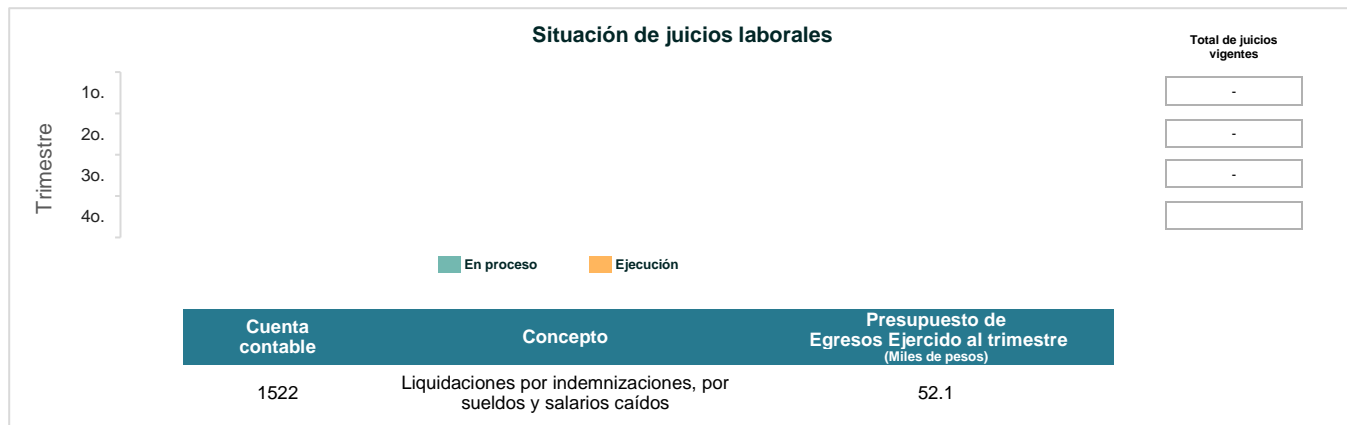 Situación de juicios laborales
Total de juicios
vigentes
Trimestre
1o.
-
2o.
-
3o.
-
4o.
En proceso
Ejecución
Cuenta
contable
Concepto
Presupuesto de
Egresos Ejercido al trimestre
(Miles de pesos)
1522
Liquidaciones por indemnizaciones, por
sueldos y salarios caídos
52.1